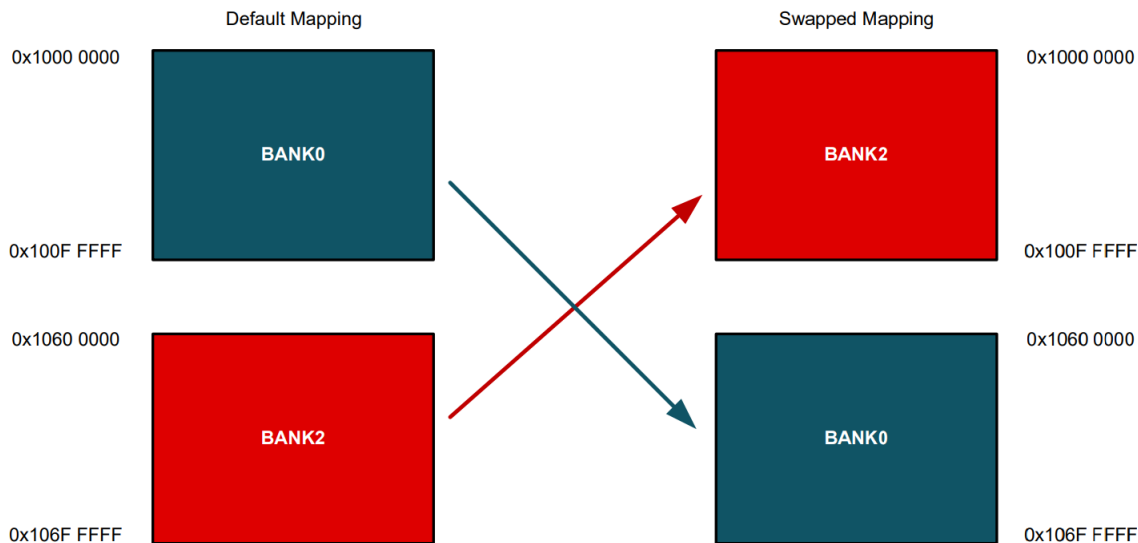 Default Mapping
Swapped Mapping
0x1000 0000
0x1000 0000
BANK0
BANK2
0x100F FFFF
0x100F FFFF
0x1060 0000
0x1060 0000
BANK2
BANK0
0x106F FFFF
0x106F FFFF